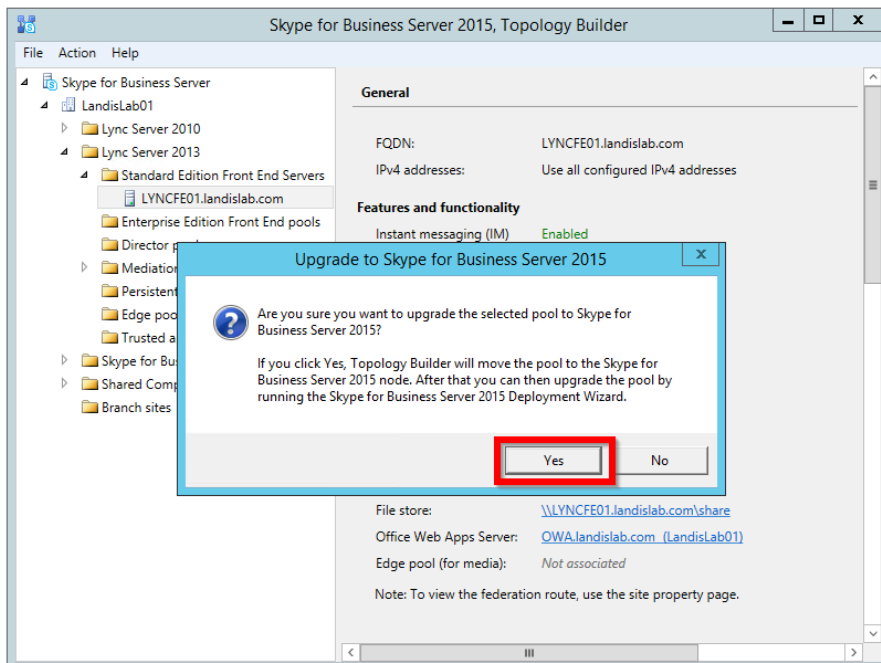 Skype for Business Server 2015, Topology Builder
File Action Help
Skype for Business Server
LandisLab01
Lync Server 2010
Lync Server 2013
Standard Edition Front End Servers
LYNCFE01.landislab.com
Enterprise Edition Front End pools
Director
Mediation
Persistent
Edge
Trusted
Skype for
Shared
Branch sites
General
FQDN: LYNCFE01.landislab.com
IPv4 addresses: Use all configured IPv4 addresses
Features and functionality
Instant messaging (IM) Enabled
Upgrade to Skype for Business Server 2015
x
Are you sure you want to upgrade the selected pool to Skype for
Business Server 2015?
If you click Yes, Topology Builder will move the pool to the Skype for
Business Server 2015 node. After that you can then upgrade the pool by
running the Skype for Business Server 2015 Deployment Wizard.
Yes No
File store: \\LYNCFE01.landislab.com\share
Office Web Apps Server: OWA.landislab.com (LandisLab01)
Edge pool (for media): Not associated
Note: To view the federation route, use the site property page.